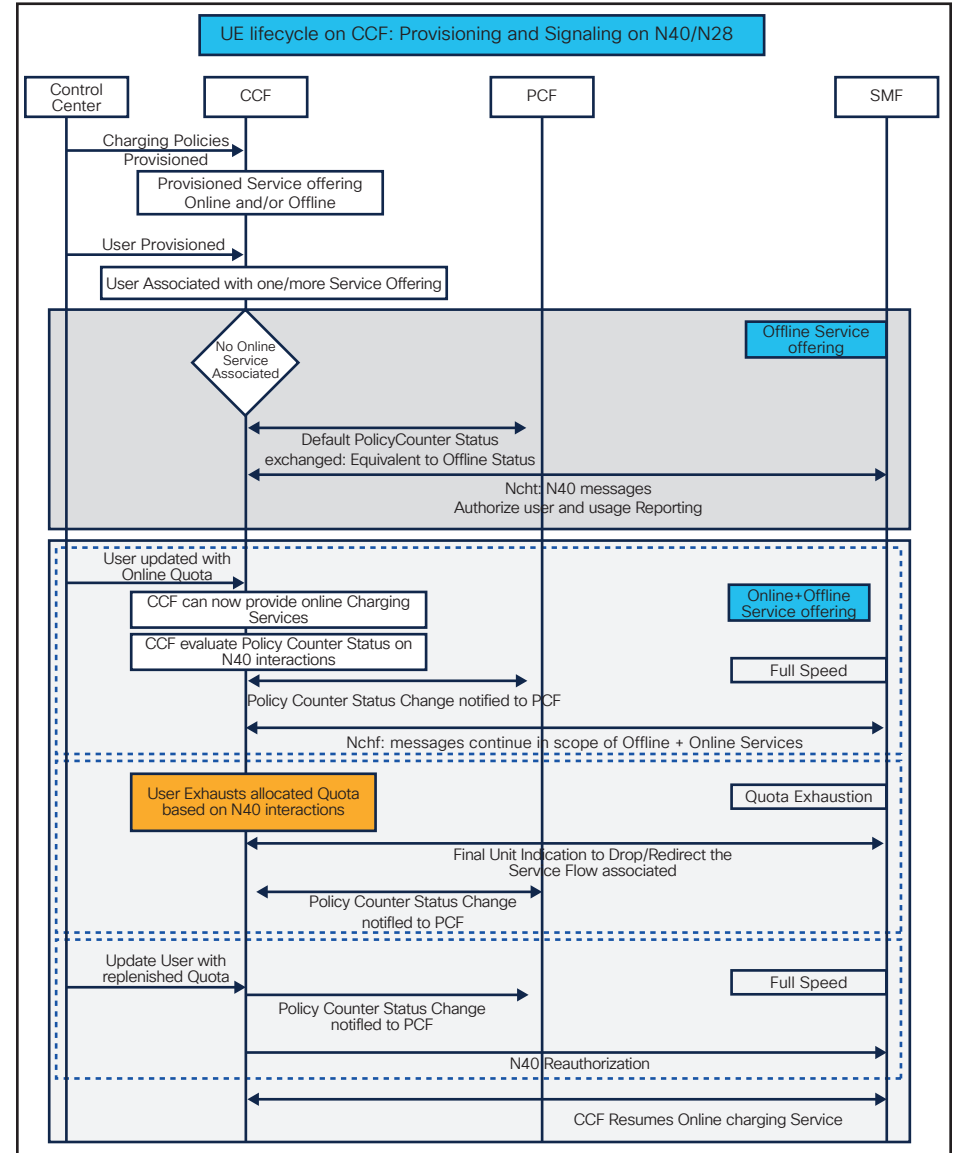 UE lifecycle on CCF: Provisioning and Signaling on N40/N28
Control
Center
CCF
PCF
SMF
Charging Policies
Provisioned
Provisioned Service offering
Online and/or Offline
User Provisioned
User Associated with one/more Service Offering
No Online
Service
Associated
Offline Service
offering
Default PolicyCounter Status
exchanged: Equivalent to Offline Status
Ncht: N40 messages
Authorize user and usage Reporting
User updated with
Online Quota
CCF can now provide online Charging
Services
Online+Offline
Service offering
CCF evaluate Policy Counter Status on
N40 interactions
Full Speed
Policy Counter Status Change notified to PCF
Nchf: messages continue in scope of Offline + Online Services
User Exhausts allocated Quota
based on N40 interactions
Quota Exhaustion
Final Unit Indication to Drop/Redirect the
Service Flow associated
Policy Counter Status Change
notifled to PCF
Update User with
replenished Quota
Full Speed
Policy Counter Status Change
notifled to PCF
N40 Reauthorization
CCF Resumes Online charging Service